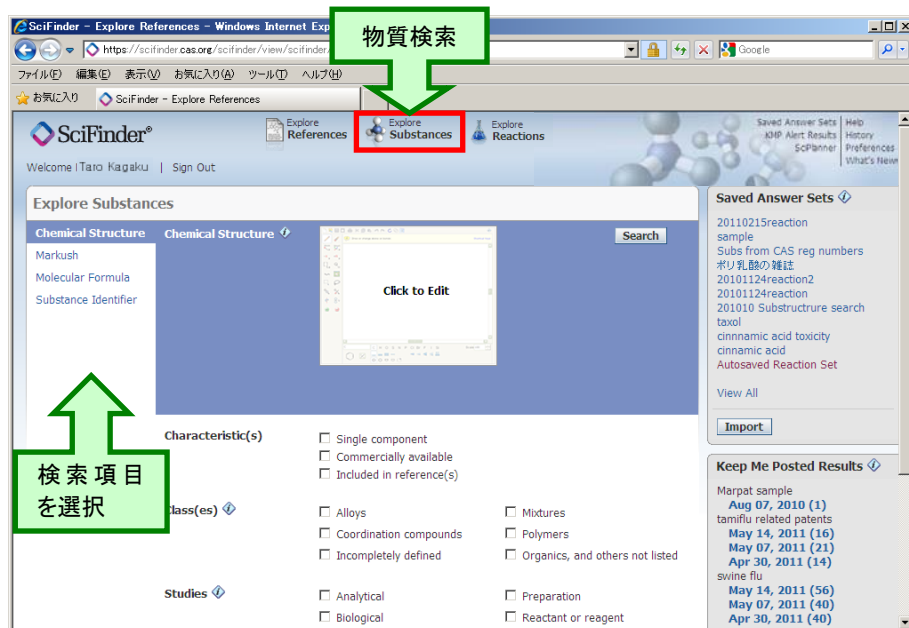 SciFinder - Explore References - Windows Internet Exp
物質検索
https://scifinder.cas.org/scifinder/view/scifinder/
Google
ファイル(F) 編集(E) 表示(V) お気に入り(A) ツール(T) ヘルプ(H)
お気に入り SciFinder - Explore References
SciFinder®
Explore References
Explore Substances
Explore Reactions
Saved Answer Sets Help
KMP Alert Results History
SciPlanner Preferences
What's New
Welcome Taro Kagaku | Sign Out
Explore Substances
Chemical Structure
Markush
Molecular Formula
Substance Identifier
Chemical Structure
Click to Edit
Search
検索項目
を選択
Characteristic(s)
Single component
Commercially available
Included in reference(s)
Class(es)
Alloys
Mixtures
Coordination compounds
Polymers
Incompletely defined
Organics, and others not listed
Studies
Analytical
Preparation
Biological
Reactant or reagent
Saved Answer Sets
20110215reaction
sample
Subs from CAS reg numbers
ポリ乳酸の雑誌
20101124reaction2
20101124reaction
201010 Substructrure search
taxol
cinnnamic acid toxicity
cinnamic acid
Autosaved Reaction Set
View All
Import
Keep Me Posted Results
Marpat sample
Aug 07, 2010 (1)
tamiflu related patents
May 14, 2011 (16)
May 07, 2011 (21)
Apr 30, 2011 (14)
swine flu
May 14, 2011 (56)
May 07, 2011 (40)
Apr 30, 2011 (40)